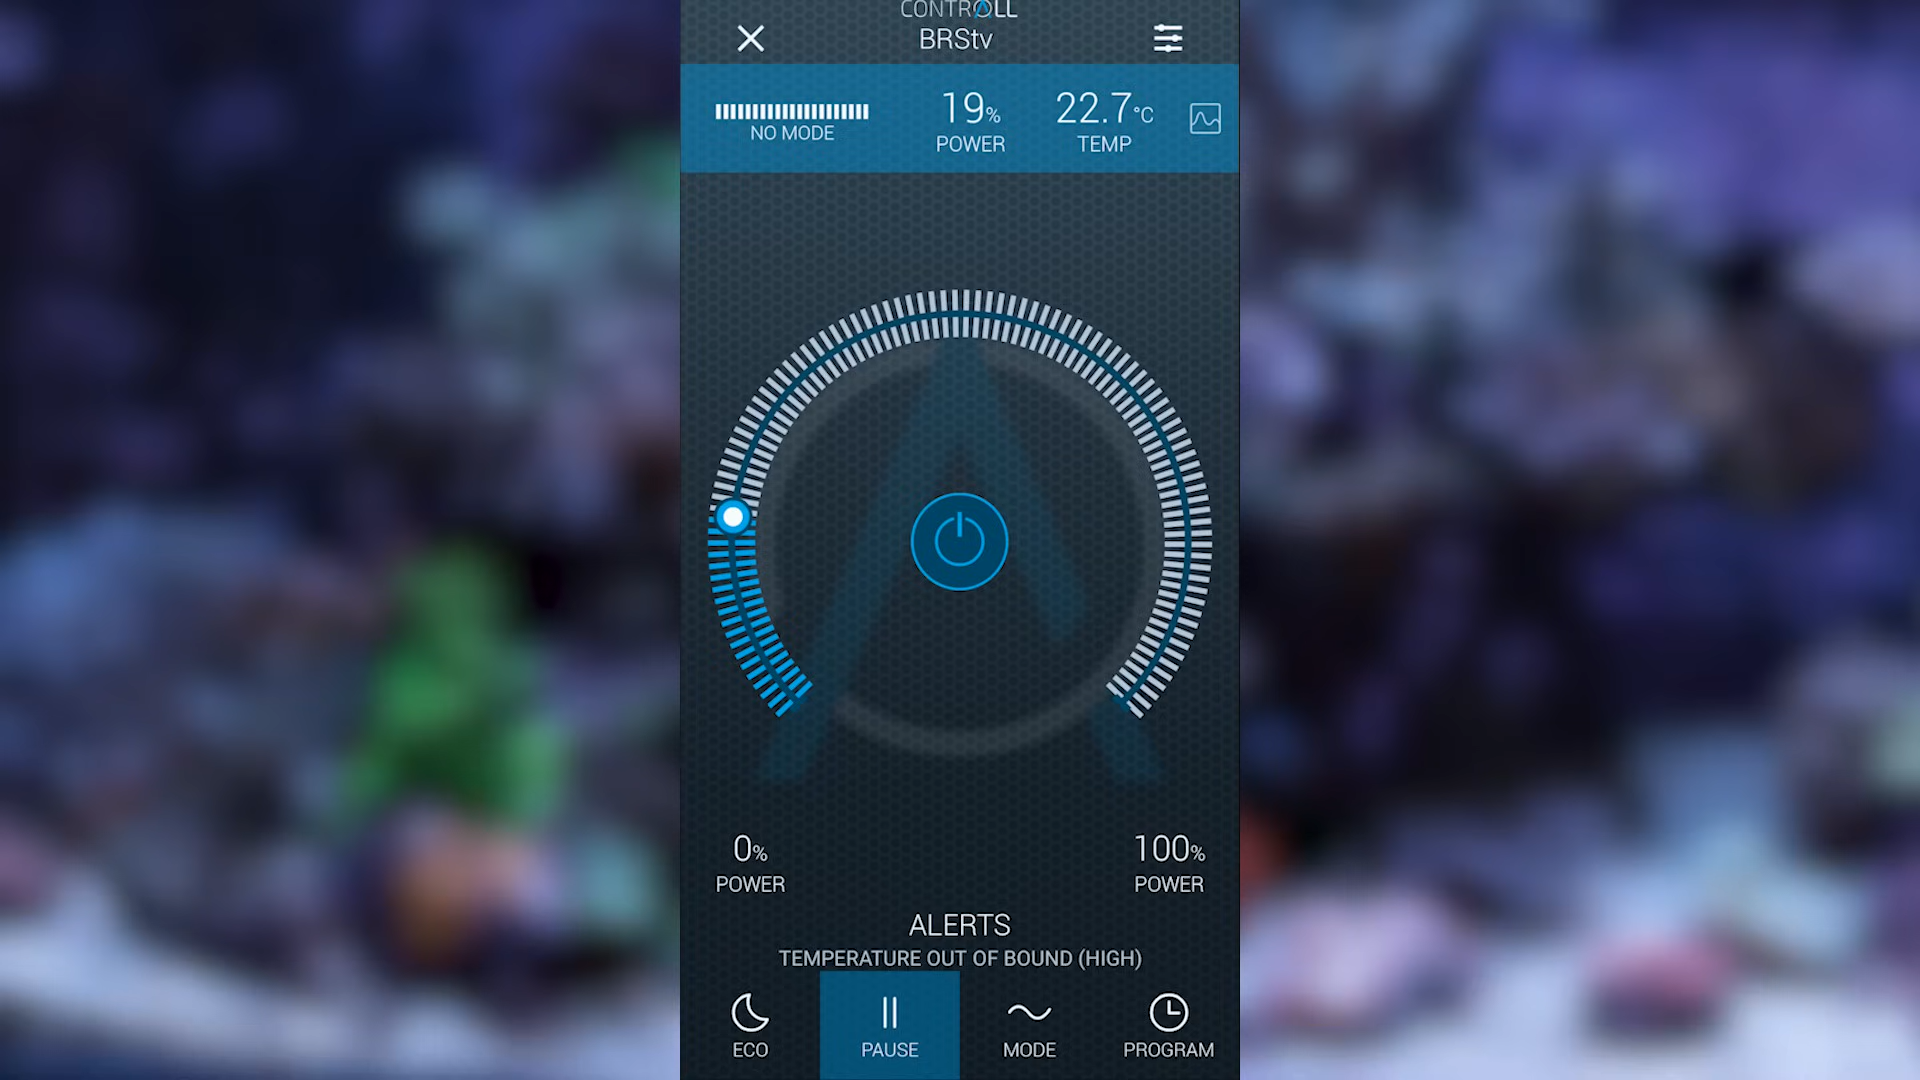 CONTROLL
BRStv
NO MODE
19%
POWER
22.7°C
TEMP
0%
POWER
100%
POWER
ALERTS
TEMPERATURE OUT OF BOUND (HIGH)
ECO
PAUSE
MODE
PROGRAM